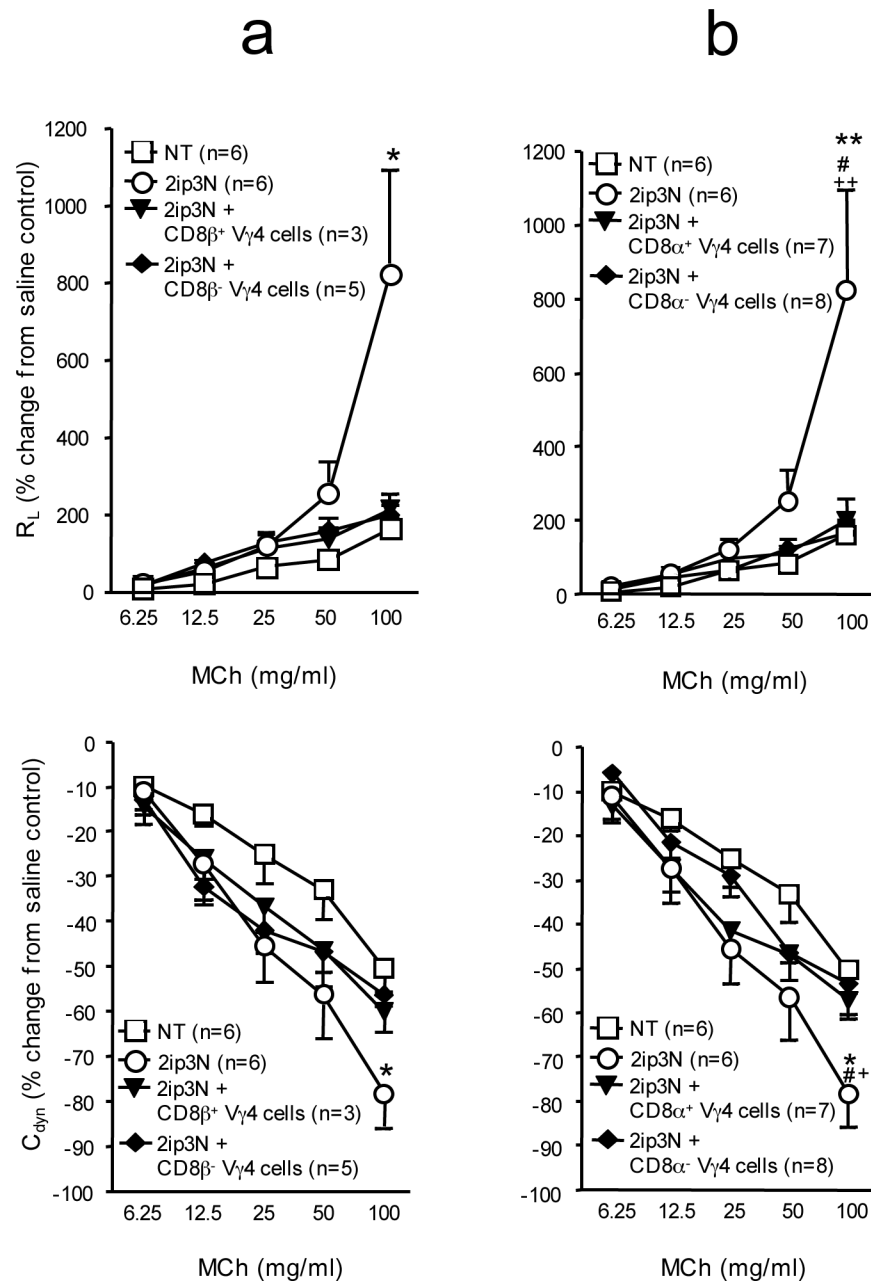 a
b
1200
1000
800
600
400
200
0
R_L (% change from saline control)
NT (n=6)
2ip3N (n=6)
2ip3N +
CD8β⁺ Vγ4 cells (n=3)
2ip3N +
CD8β⁻ Vγ4 cells (n=5)
*
6.25 12.5 25 50 100
MCh (mg/ml)
1200
1000
800
600
400
200
0
NT (n=6)
2ip3N (n=6)
2ip3N +
CD8α⁺ Vγ4 cells (n=7)
2ip3N +
CD8α⁻ Vγ4 cells (n=8)
**
#
++
6.25 12.5 25 50 100
MCh (mg/ml)
0
-10
-20
-30
-40
-50
-60
-70
-80
-90
-100
C_dyn (% change from saline control)
NT (n=6)
2ip3N (n=6)
2ip3N +
CD8β⁺ Vγ4 cells (n=3)
2ip3N +
CD8β⁻ Vγ4 cells (n=5)
*
6.25 12.5 25 50 100
MCh (mg/ml)
0
-10
-20
-30
-40
-50
-60
-70
-80
-90
-100
NT (n=6)
2ip3N (n=6)
2ip3N +
CD8α⁺ Vγ4 cells (n=7)
2ip3N +
CD8α⁻ Vγ4 cells (n=8)
*
#+
6.25 12.5 25 50 100
MCh (mg/ml)